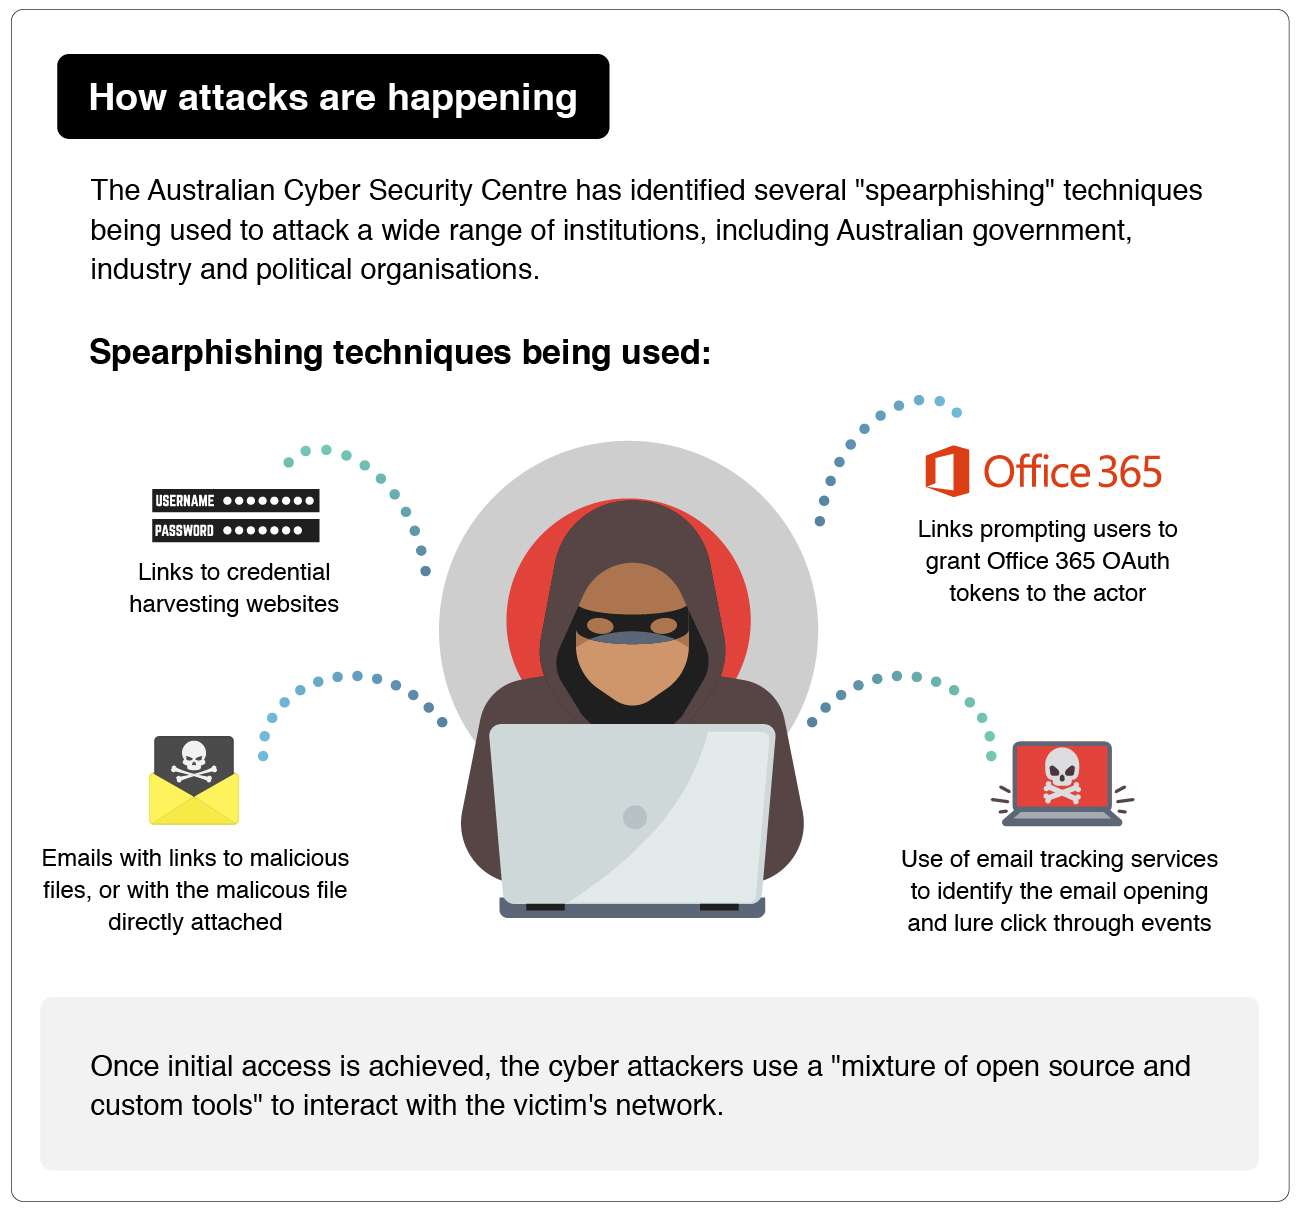 How attacks are happening
The Australian Cyber Security Centre has identified several "spearphishing" techniques
being used to attack a wide range of institutions, including Australian government,
industry and political organisations.
Spearphishing techniques being used:
USERNAME
PASSWORD
Links to credential
harvesting websites
Office 365
Links prompting users to
grant Office 365 OAuth
tokens to the actor
Emails with links to malicious
files, or with the malicous file
directly attached
Use of email tracking services
to identify the email opening
and lure click through events
Once initial access is achieved, the cyber attackers use a "mixture of open source and
custom tools" to interact with the victim's network.